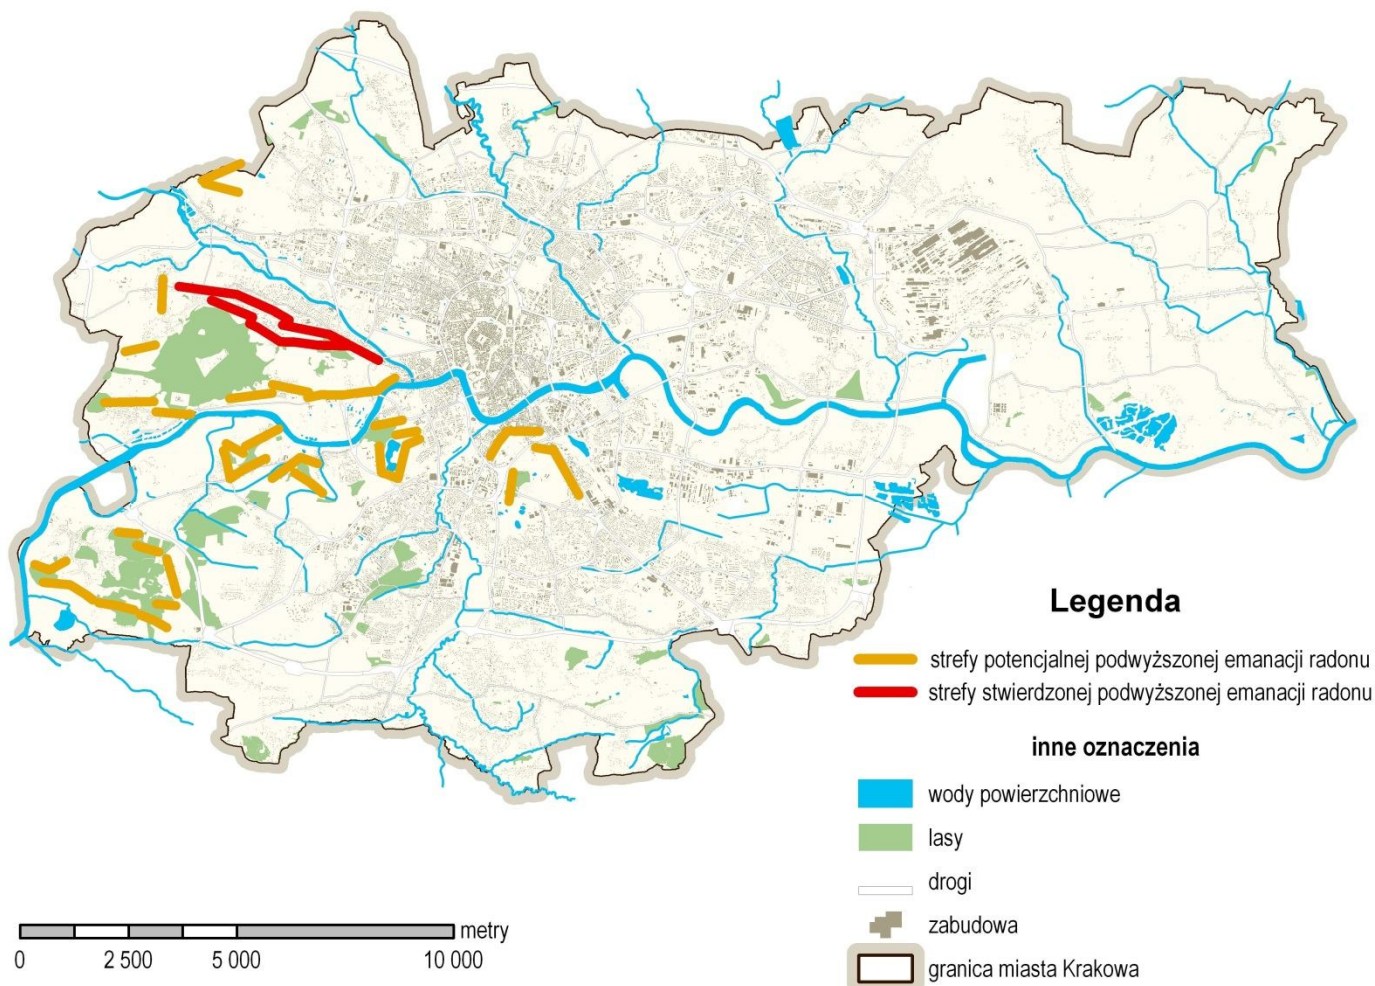 Legenda
strefy potencjalnej podwyższonej emanacji radonu
strefy stwierdzonej podwyższonej emanacji radonu
inne oznaczenia
wody powierzchniowe
lasy
drogi
zabudowa
granica miasta Krakowa
metry
0 2 500 5 000 10 000